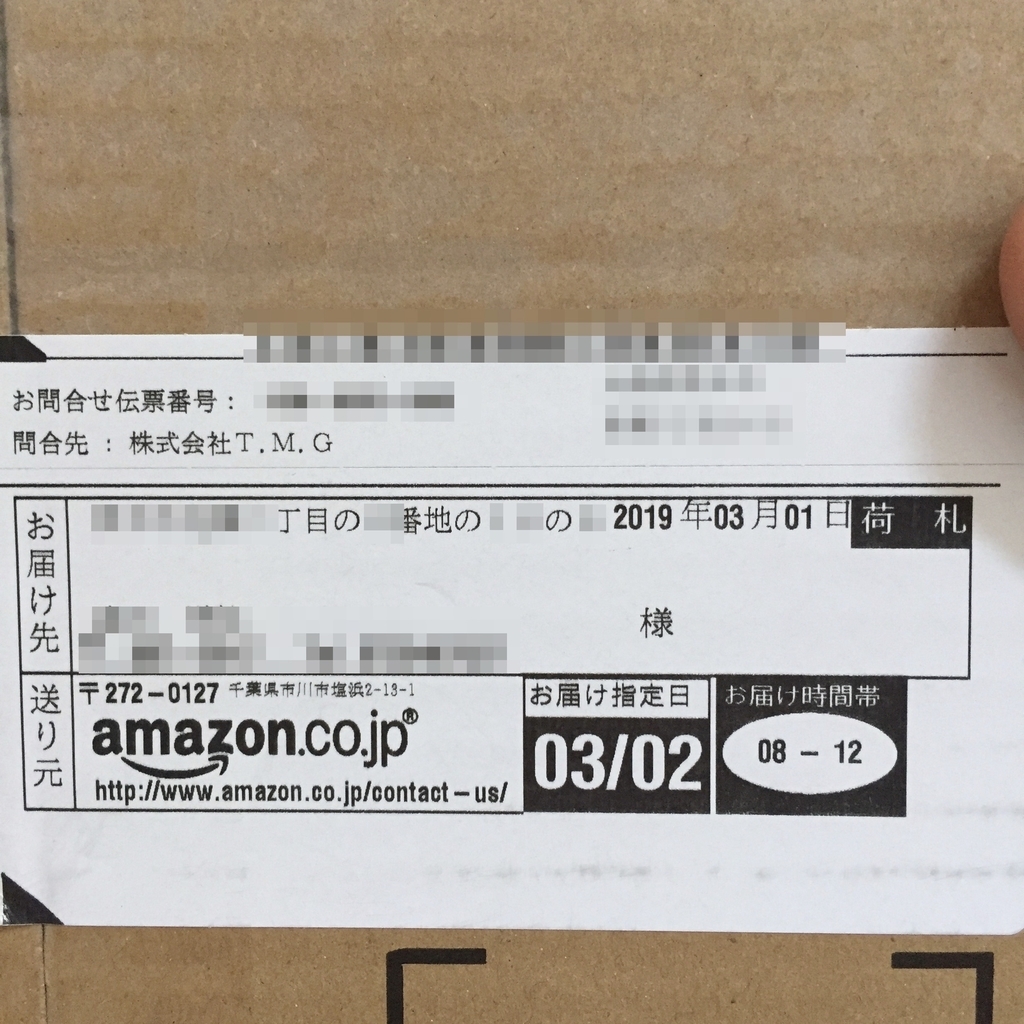 お問合せ伝票番号：
問合先 ： 株式会社T.M.G
お届け先
丁目の 番地の の 2019年03月01日 荷 札
様
送り元
〒272-0127 千葉県市川市塩浜2-13-1
amazon.co.jp®
http://www.amazon.co.jp/contact-us/
お届け指定日
03/02
お届け時間帯
08 - 12